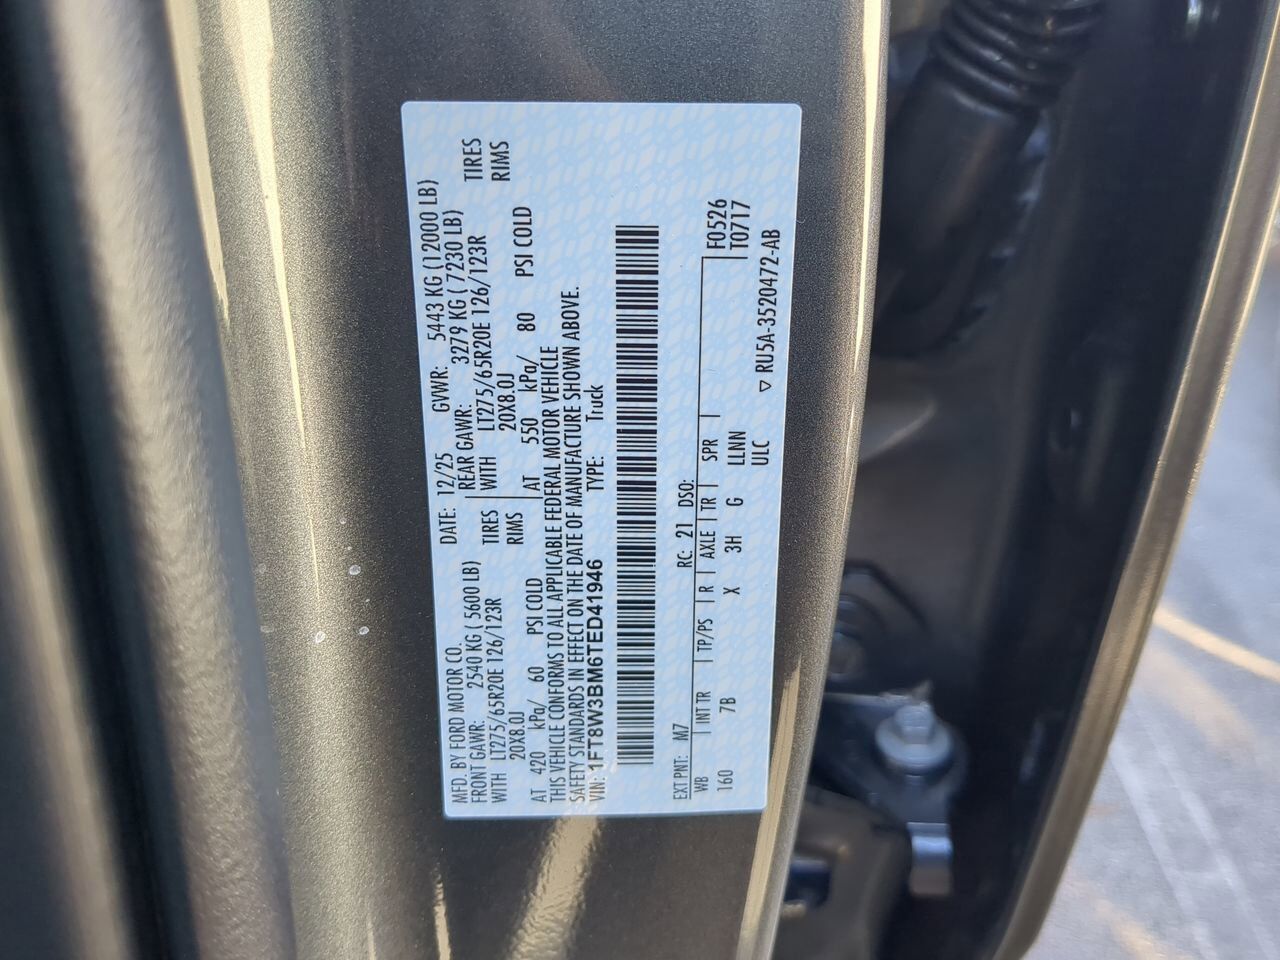 MFD. BY FORD MOTOR CO.
DATE: 12/25 GVWR: 5443 KG (12000 LB)
FRONT GAWR: 2540 KG ( 5600 LB)
REAR GAWR: 3279 KG ( 7230 LB)
WITH LT275/65R20E 126/123R TIRES
WITH LT275/65R20E 126/123R TIRES
20X8.0J RIMS
20X8.0J RIMS
AT 420 kPa/ 60 PSI COLD
AT 550 kPa/ 80 PSI COLD
THIS VEHICLE CONFORMS TO ALL APPLICABLE FEDERAL MOTOR VEHICLE
SAFETY STANDARDS IN EFFECT ON THE DATE OF MANUFACTURE SHOWN ABOVE.
VIN: 1FT8W3BM6TED41946 TYPE: Truck
EXT PNT: M7 RC: 21 DSO:
WB INT TR TP/PS R AXLE TR SPR F0526
160 7B X 3H G LLNN T0717
ULC ▽ RU5A-3520472-AB